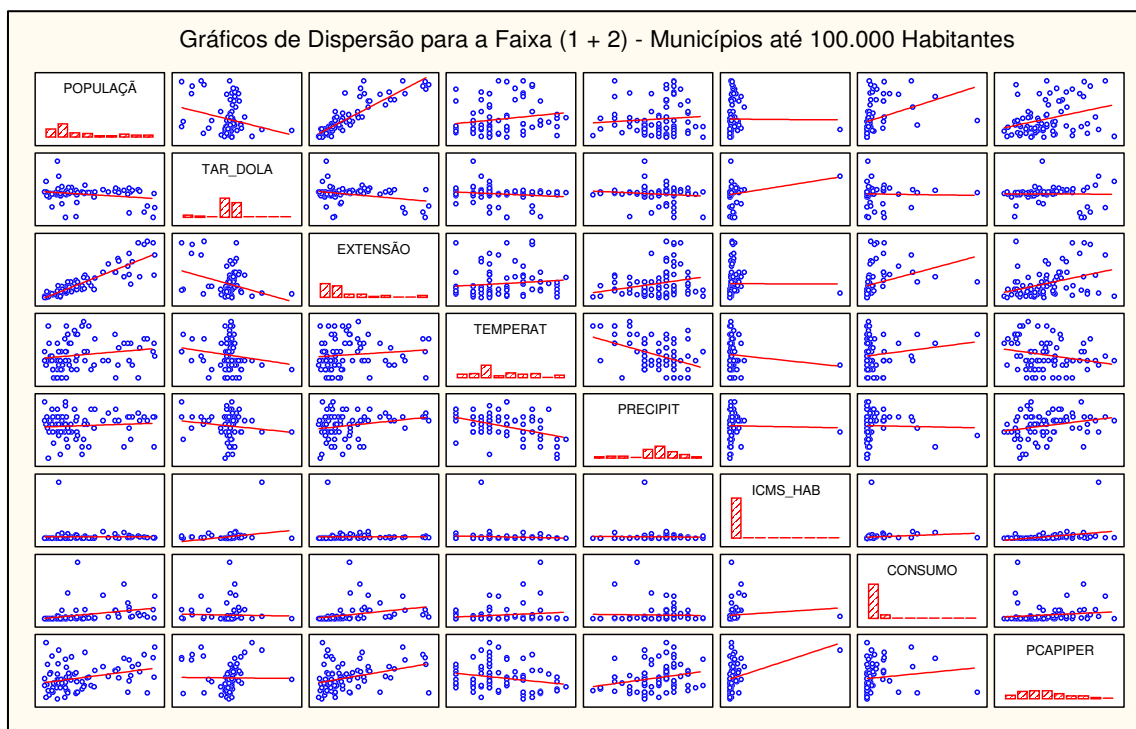 Gráficos de Dispersão para a Faixa (1 + 2) - Municípios até 100.000 Habitantes
POPULAÇÃ
TAR_DOLA
EXTENSÃO
TEMPERAT
PRECIPIT
ICMS_HAB
CONSUMO
PCAPIPER